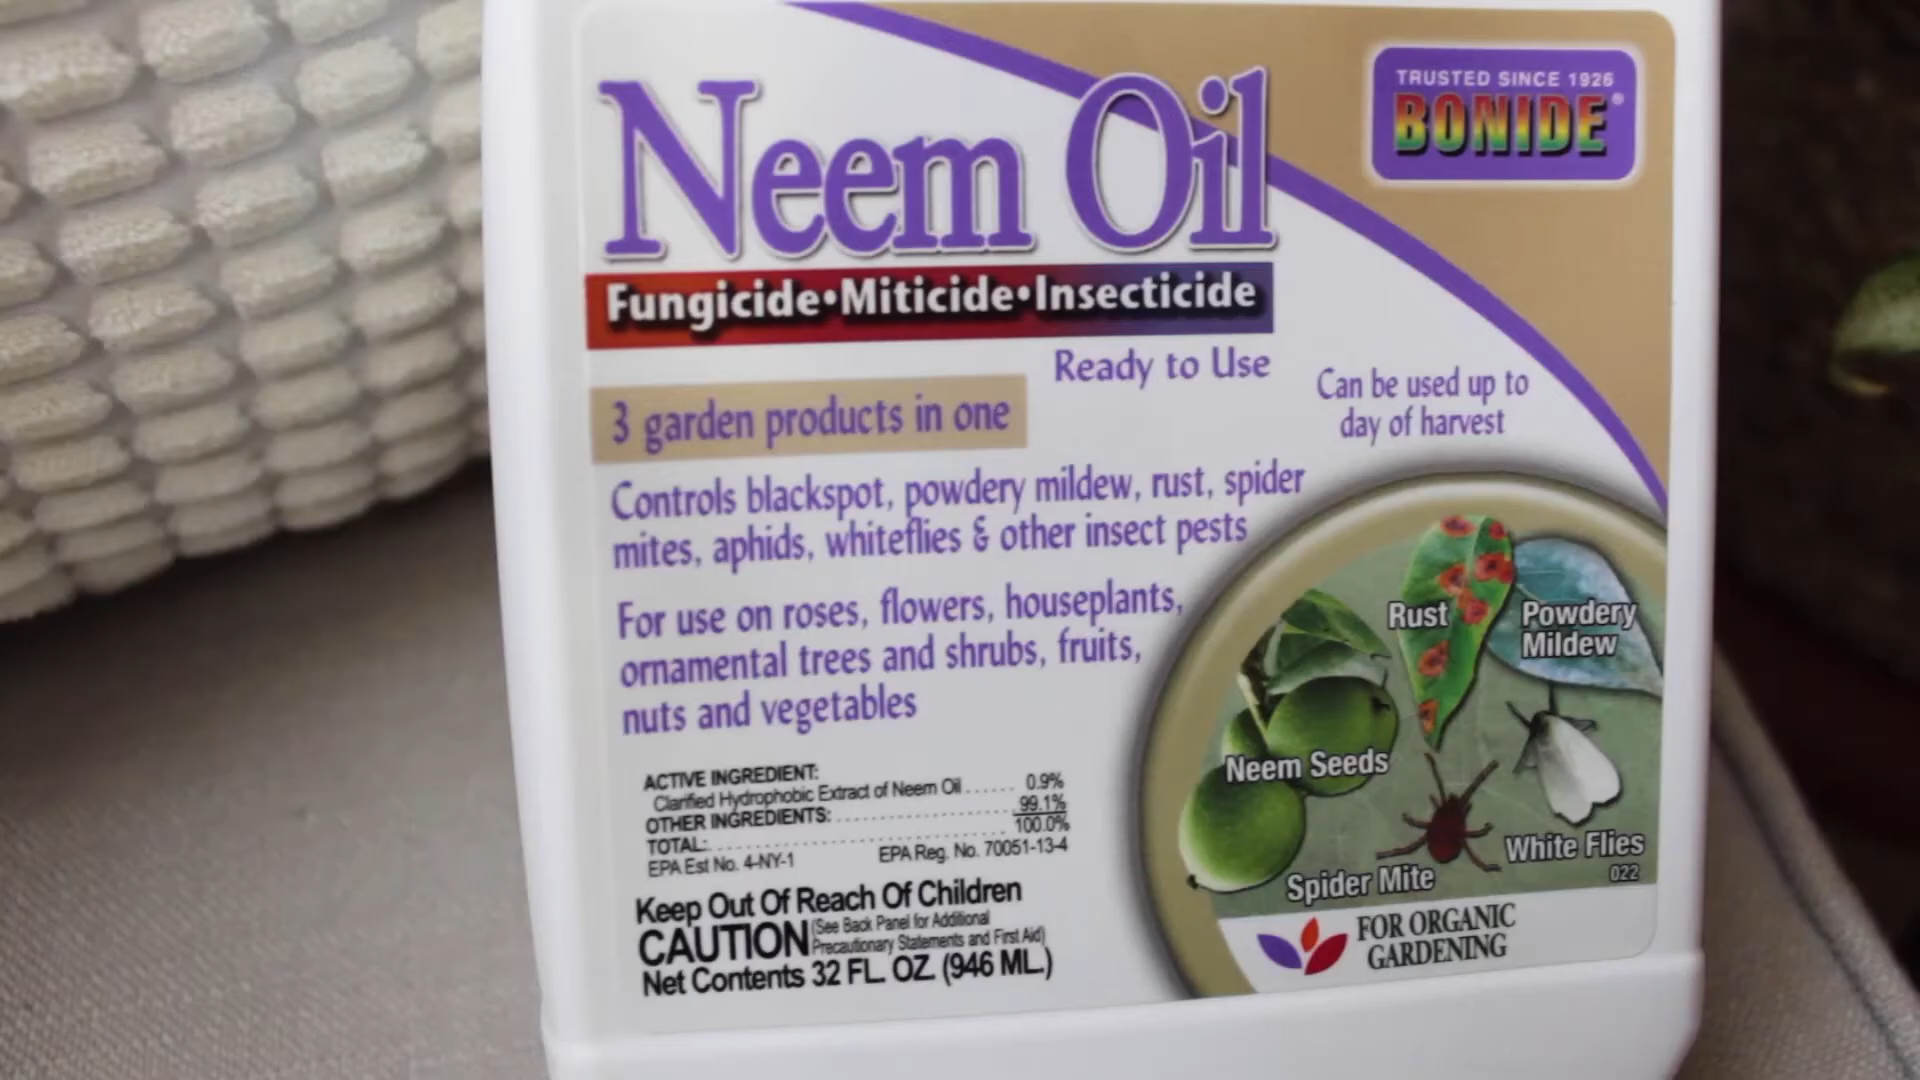 TRUSTED SINCE 1926
BONIDE®
Neem Oil
Fungicide•Miticide•Insecticide
Ready to Use
3 garden products in one
Can be used up to
day of harvest
Controls blackspot, powdery mildew, rust, spider
mites, aphids, whiteflies & other insect pests
For use on roses, flowers, houseplants,
ornamental trees and shrubs, fruits,
nuts and vegetables
Rust
Powdery
Mildew
Neem Seeds
Spider Mite
White Flies
022
ACTIVE INGREDIENT:
Clarified Hydrophobic Extract of Neem Oil ...... 0.9%
OTHER INGREDIENTS: .................... 99.1%
TOTAL: .................................. 100.0%
EPA Est No. 4-NY-1 EPA Reg. No. 70051-13-4
Keep Out Of Reach Of Children
CAUTION
(See Back Panel for Additional
Precautionary Statements and First Aid)
Net Contents 32 FL. OZ. (946 ML.)
FOR ORGANIC
GARDENING